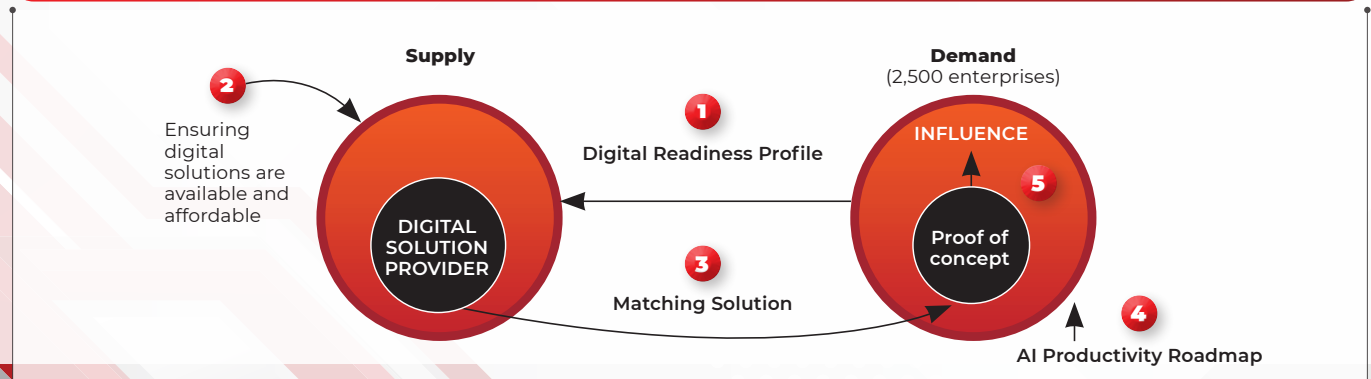 Supply
Demand
(2,500 enterprises)
2
Ensuring
digital
solutions are
available and
affordable
1
Digital Readiness Profile
DIGITAL
SOLUTION
PROVIDER
INFLUENCE
5
Proof of
concept
3
Matching Solution
4
AI Productivity Roadmap